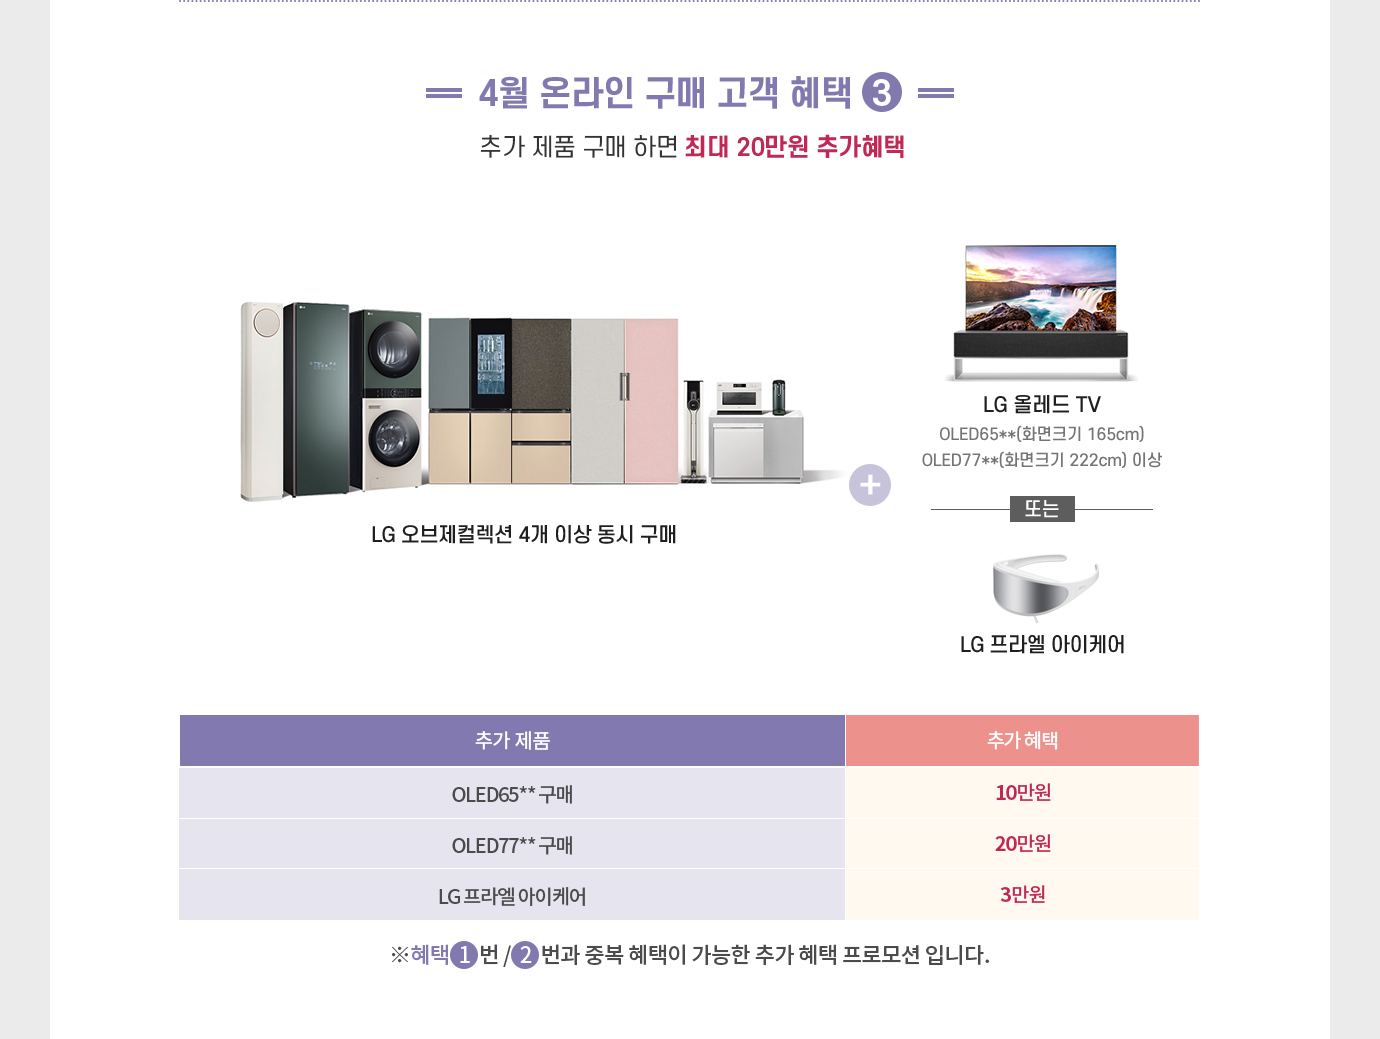 4월 온라인 구매 고객 혜택 3
추가 제품 구매 하면 최대 20만원 추가혜택
LG 올레드 TV
OLED65**(화면크기 165cm)
OLED77**(화면크기 222cm) 이상
+
LG 오브제컬렉션 4개 이상 동시 구매
또는
LG 프라엘 아이케어
추가 제품 추가 혜택
OLED65** 구매 10만원
OLED77** 구매 20만원
LG 프라엘 아이케어 3만원
※혜택1번 /2번과 중복 혜택이 가능한 추가 혜택 프로모션 입니다.